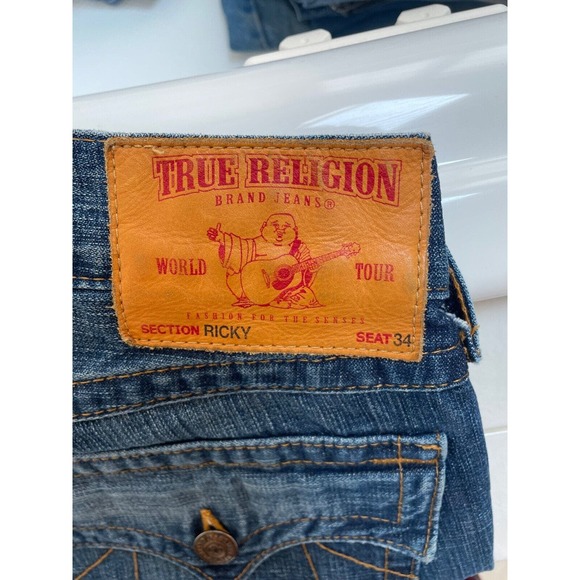 TRUE RELIGION
BRAND JEANS®
WORLD TOUR
FASHION FOR THE SENSES
SECTION RICKY SEAT 34